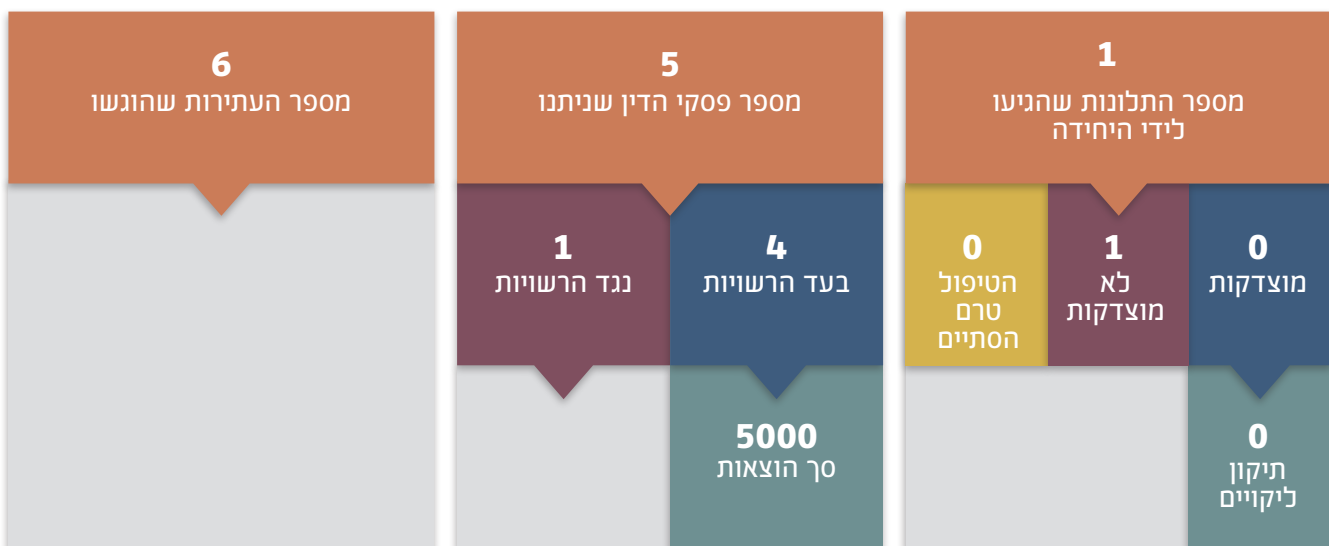 1
מספר התלונות שהגיעו
לידי היחידה
0
מוצדקות
1
לא
מוצדקות
0
הטיפול
טרם
הסתיים
0
תיקון
ליקויים
5
מספר פסקי הדין שניתנו
4
בעד הרשויות
1
נגד הרשויות
5000
סך הוצאות
6
מספר העתירות שהוגשו